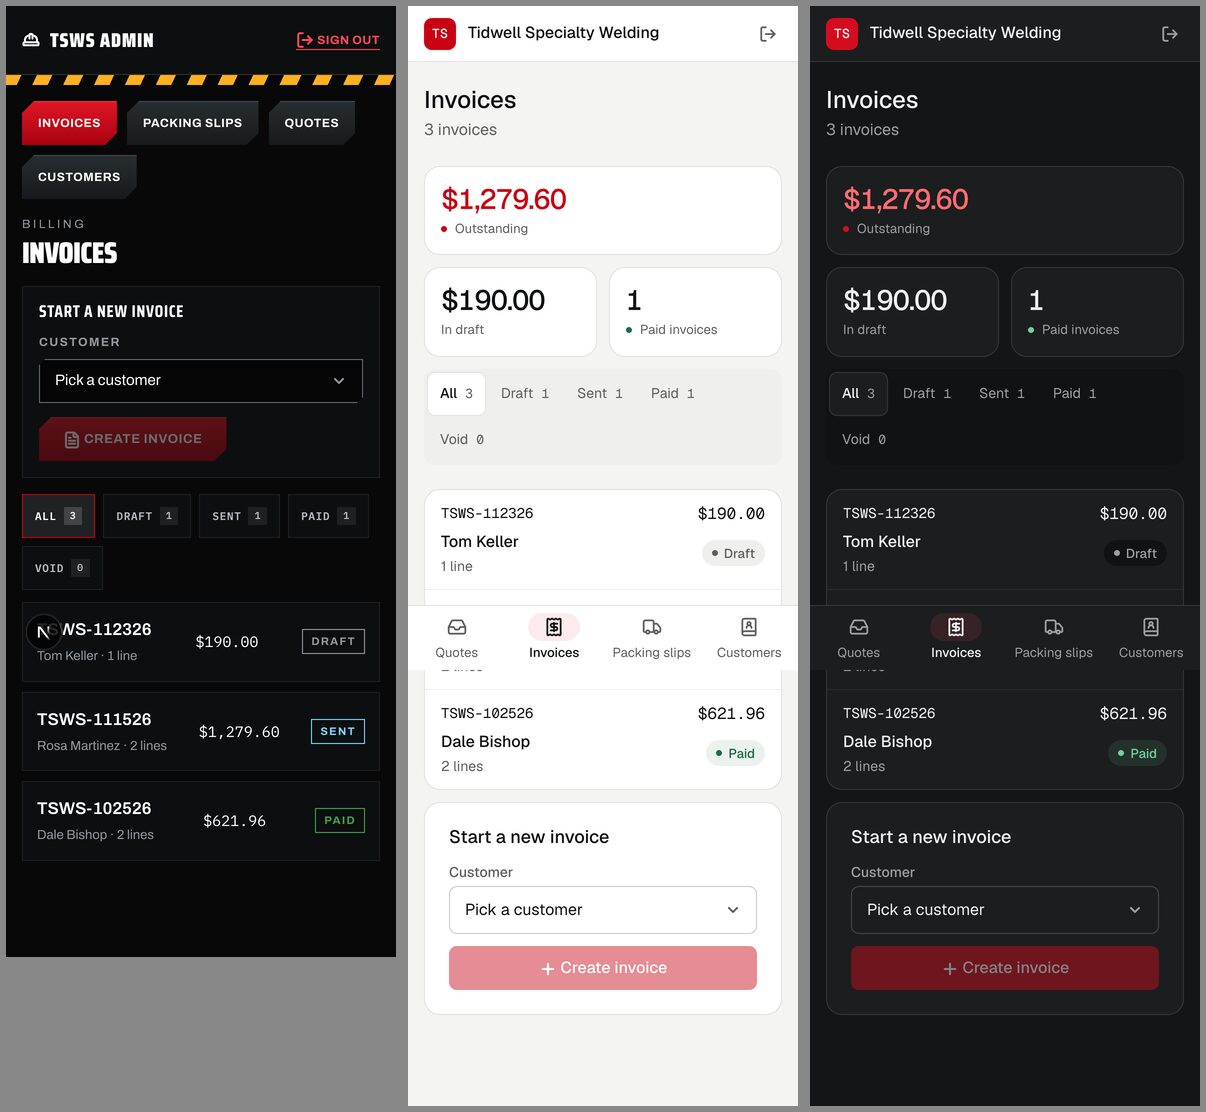 TSWS ADMIN
SIGN OUT
INVOICES
PACKING SLIPS
QUOTES
CUSTOMERS
BILLING
INVOICES
START A NEW INVOICE
CUSTOMER
Pick a customer
CREATE INVOICE
ALL 3
DRAFT 1
SENT 1
PAID 1
VOID 0
N
TSWS-112326
Tom Keller · 1 line
$190.00
DRAFT
TSWS-111526
Rosa Martinez · 2 lines
$1,279.60
SENT
TSWS-102526
Dale Bishop · 2 lines
$621.96
PAID
TS
Tidwell Specialty Welding
Invoices
3 invoices
$1,279.60
Outstanding
$190.00
In draft
1
Paid invoices
All 3
Draft 1
Sent 1
Paid 1
Void 0
TSWS-112326
$190.00
Tom Keller
Draft
1 line
Quotes
Invoices
Packing slips
Customers
TSWS-102526
$621.96
Dale Bishop
Paid
2 lines
Start a new invoice
Customer
Pick a customer
+ Create invoice
TS
Tidwell Specialty Welding
Invoices
3 invoices
$1,279.60
Outstanding
$190.00
In draft
1
Paid invoices
All 3
Draft 1
Sent 1
Paid 1
Void 0
TSWS-112326
$190.00
Tom Keller
Draft
1 line
Quotes
Invoices
Packing slips
Customers
TSWS-102526
$621.96
Dale Bishop
Paid
2 lines
Start a new invoice
Customer
Pick a customer
+ Create invoice